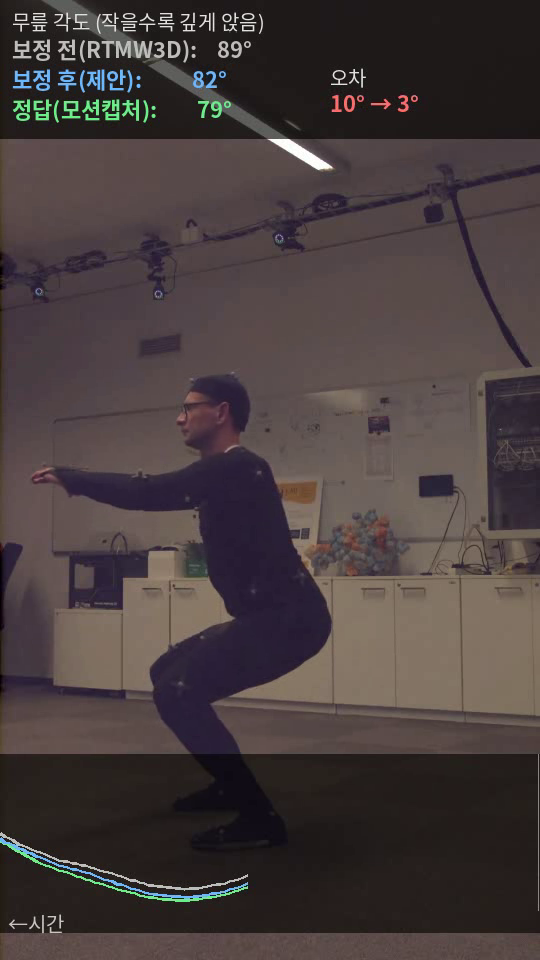 무릎 각도 (작을수록 깊게 앉음)
보정 전(RTMW3D): 89°
보정 후(제안): 82°
정답(모션캡처): 79°
오차
10° → 3°
←시간